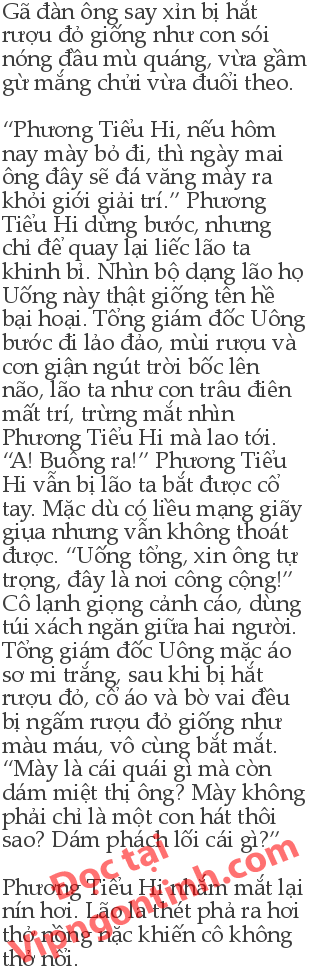 Gã đàn ông say xỉn bị hắt
rượu đỏ giống như con sói
nóng đầu mù quáng, vừa gầm
gừ mắng chửi vừa đuổi theo.
“Phương Tiểu Hi, nếu hôm
nay mày bỏ đi, thì ngày mai
ông đây sẽ đá văng mày ra
khỏi giới giải trí.” Phương
Tiểu Hi dừng bước, nhưng
chỉ để quay lại liếc lão ta
khinh bỉ. Nhìn bộ dạng lão họ
Uống này thật giống tên hề
bại hoại. Tổng giám đốc Uông
bước đi lảo đảo, mùi rượu và
cơn giận ngút trời bốc lên
não, lão ta như con trâu điên
mất trí, trừng mắt nhìn
Phương Tiểu Hi mà lao tới.
“A! Buông ra!” Phương Tiểu
Hi vẫn bị lão ta bắt được cổ
tay. Mặc dù có liều mạng giãy
giụa nhưng vẫn không thoát
được. “Uống tổng, xin ông tự
trọng, đây là nơi công cộng!”
Cô lạnh giọng cảnh cáo, dùng
túi xách ngăn giữa hai người.
Tổng giám đốc Uông mặc áo
sơ mi trắng, sau khi bị hắt
rượu đỏ, cổ áo và bờ vai đều
bị ngấm rượu đỏ giống như
màu máu, vô cùng bắt mắt.
“Mày là cái quái gì mà còn
dám miệt thị ông? Mày không
phải chỉ là một con hát thôi
sao? Dám phách lối cái gì?”
Phương Tiểu Hi nhắm mắt lại
nín hơi. Lão la thét phả ra hơi
thở nồng nặc khiến cô không
thở nổi.
Đọc tại
Vipngontinh.com